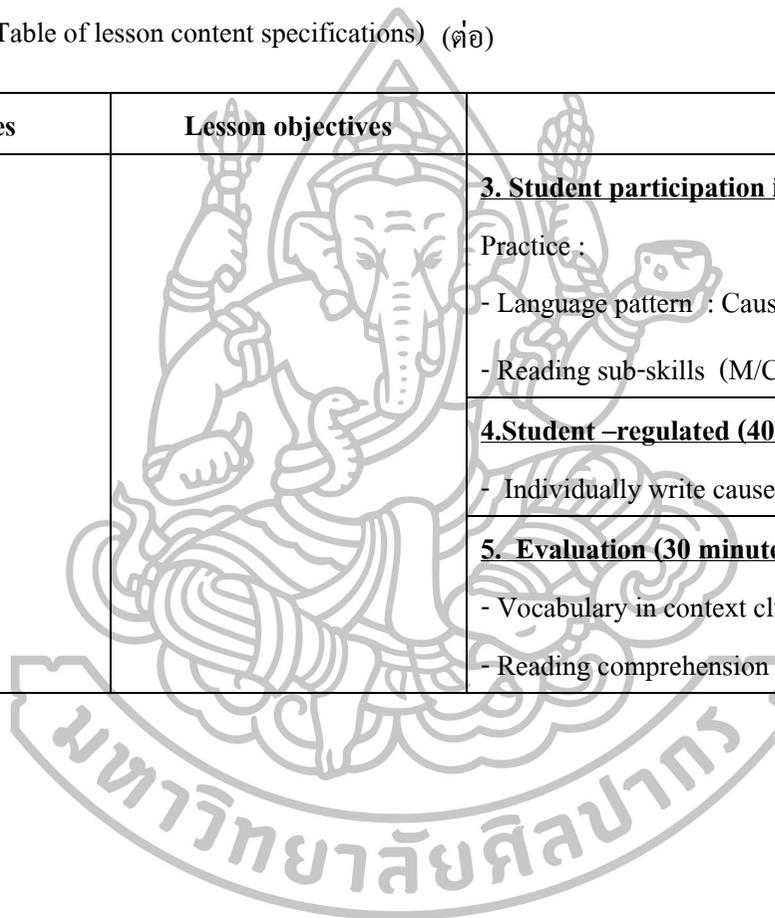 Table of lesson content specifications) (ต่อ)
es Lesson objectives
3. Student participation i
Practice :
- Language pattern : Caus
- Reading sub-skills (M/C
4.Student –regulated (40
- Individually write cause
5. Evaluation (30 minute
- Vocabulary in context cl
- Reading comprehension
มหาวิทยาลัยศิลปากร